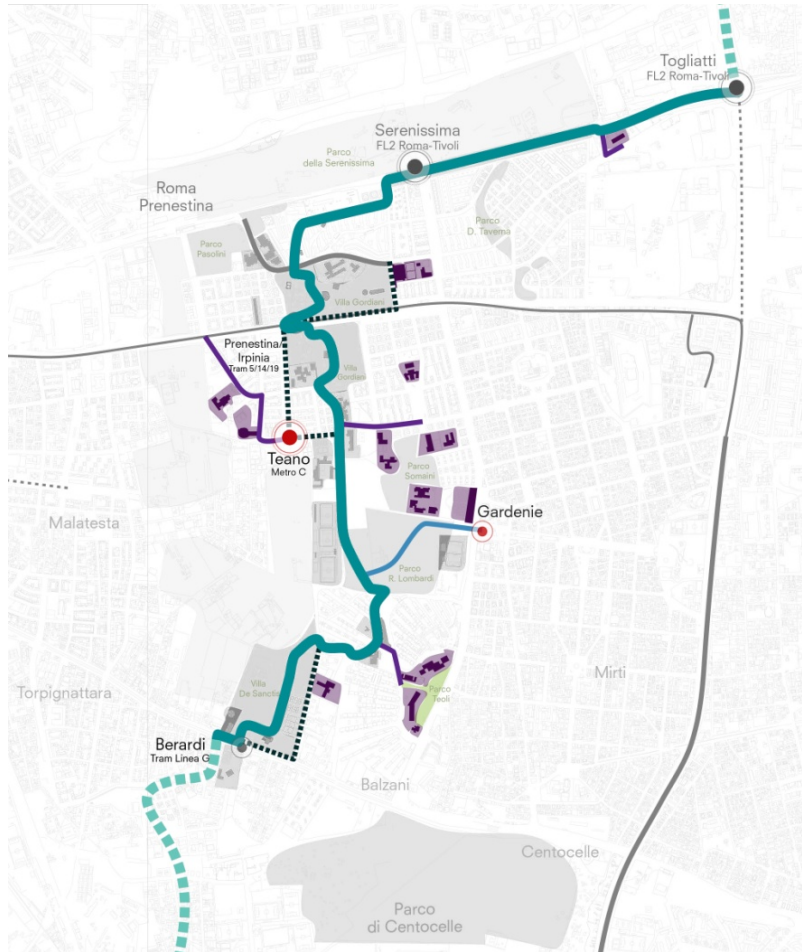 Togliatti
FL2 Roma-Tivoli
Serenissima
FL2 Roma-Tivoli
Parco
della Serenissima
Roma
Prenestina
Parco
D. Taverna
Parco
Pasolini
Villa Gordiani
Prenestina/
Irpinia
Tram 5/14/19
Villa
Gordiani
Teano
Metro C
Parco
Somaini
Gardenie
Malatesta
Parco
R. Lombardi
Mirti
Villa
De Sanctis
Parco
Teoli
Torpignattara
Berardi
Tram Linea G
Balzani
Centocelle
Parco
di Centocelle